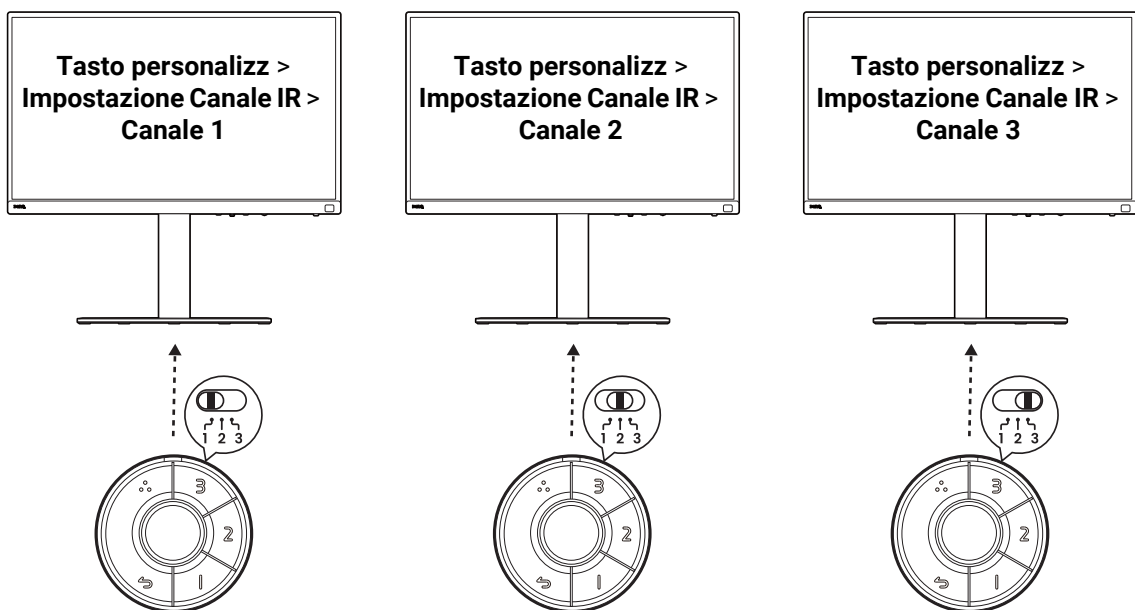 Tasto personalizz >
Impostazione Canale IR >
Canale 1
Tasto personalizz >
Impostazione Canale IR >
Canale 2
Tasto personalizz >
Impostazione Canale IR >
Canale 3
1 2 3
1 2 3
1 2 3
3
2
1
3
2
1
3
2
1